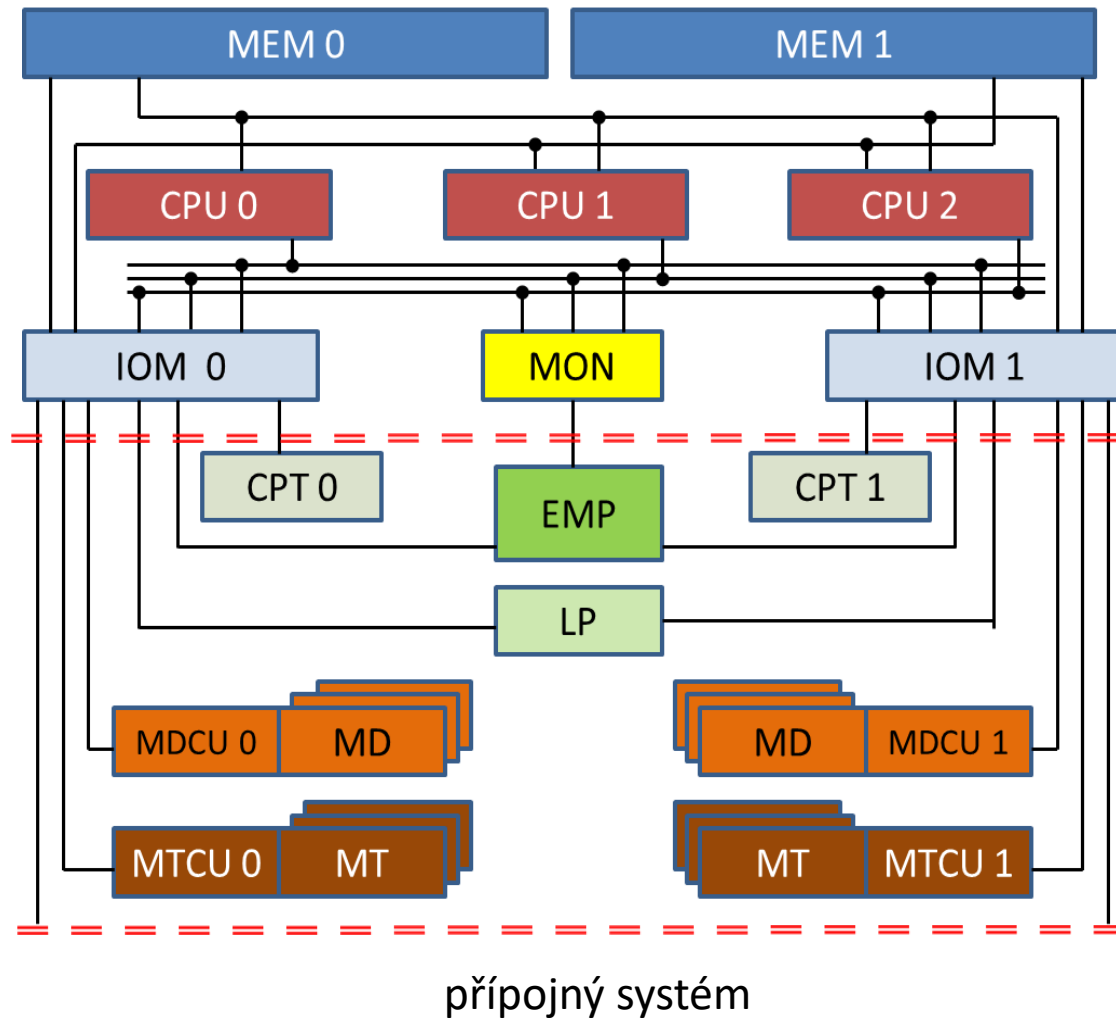 MEM 0
MEM 1
CPU 0
CPU 1
CPU 2
IOM 0
MON
IOM 1
CPT 0
EMP
CPT 1
LP
MDCU 0
MD
MD
MDCU 1
MTCU 0
MT
MT
MTCU 1
přípojný systém